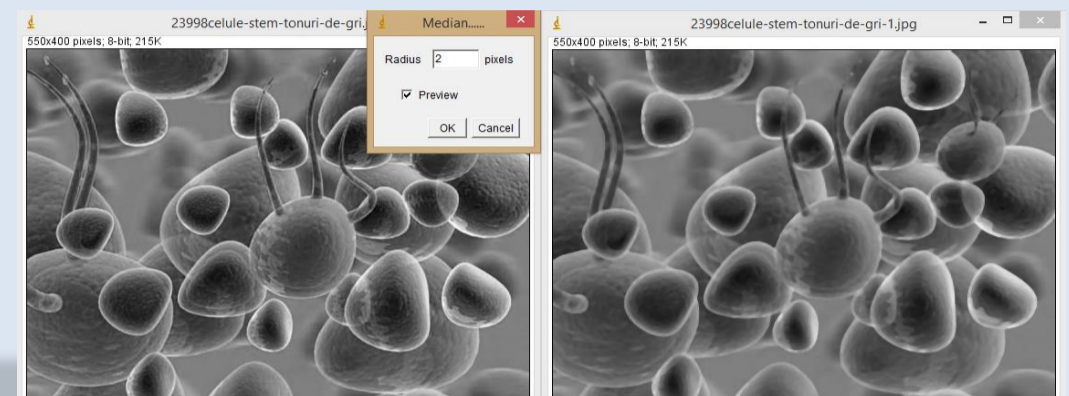 23998celule-stem-tonuri-de-gri.j
550x400 pixels; 8-bit; 215K
Median......
Radius 2 pixels
Preview
OK Cancel
23998celule-stem-tonuri-de-gri-1.jpg
550x400 pixels; 8-bit; 215K